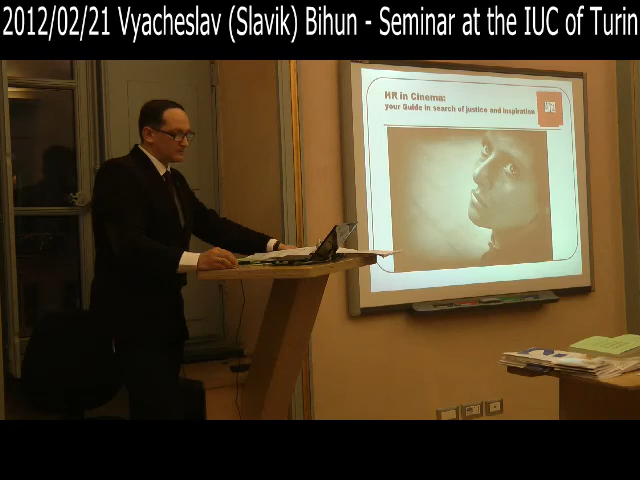 2012/02/21 Vyacheslav (Slavik) Bihun - Seminar at the IUC of Turin
HR in Cinema:
your Guide in search of justice and inspiration